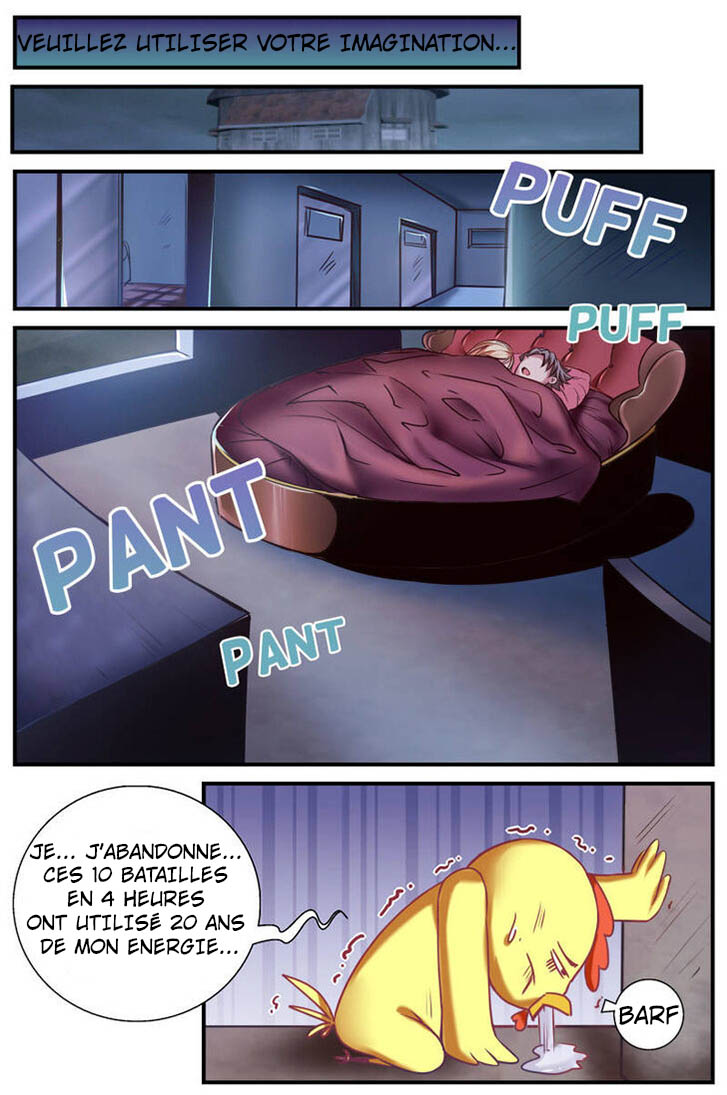 VEUILLEZ UTILISER VOTRE IMAGINATION...
PUFF
PUFF
PANT
PANT
JE... J'ABANDONNE...
CES 10 BATAILLES
EN 4 HEURES
ONT UTILISÉ 20 ANS
DE MON ENERGIE...
BARF